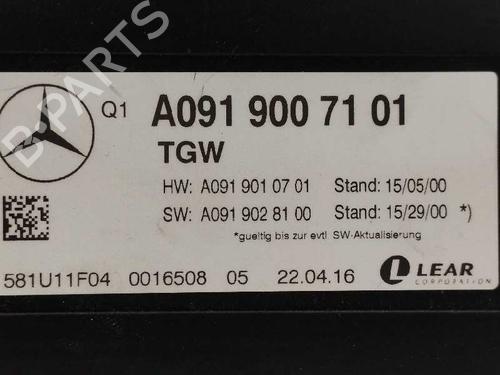 Q1 A091 900 71 01
TGW
HW: A091 901 07 01 Stand: 15/05/00
SW: A091 902 81 00 Stand: 15/29/00 *)
*gueltig bis zur evtl. SW-Aktualisierung
581U11F04 0016508 05 22.04.16 LEAR
CORPORATION
B-PARTS